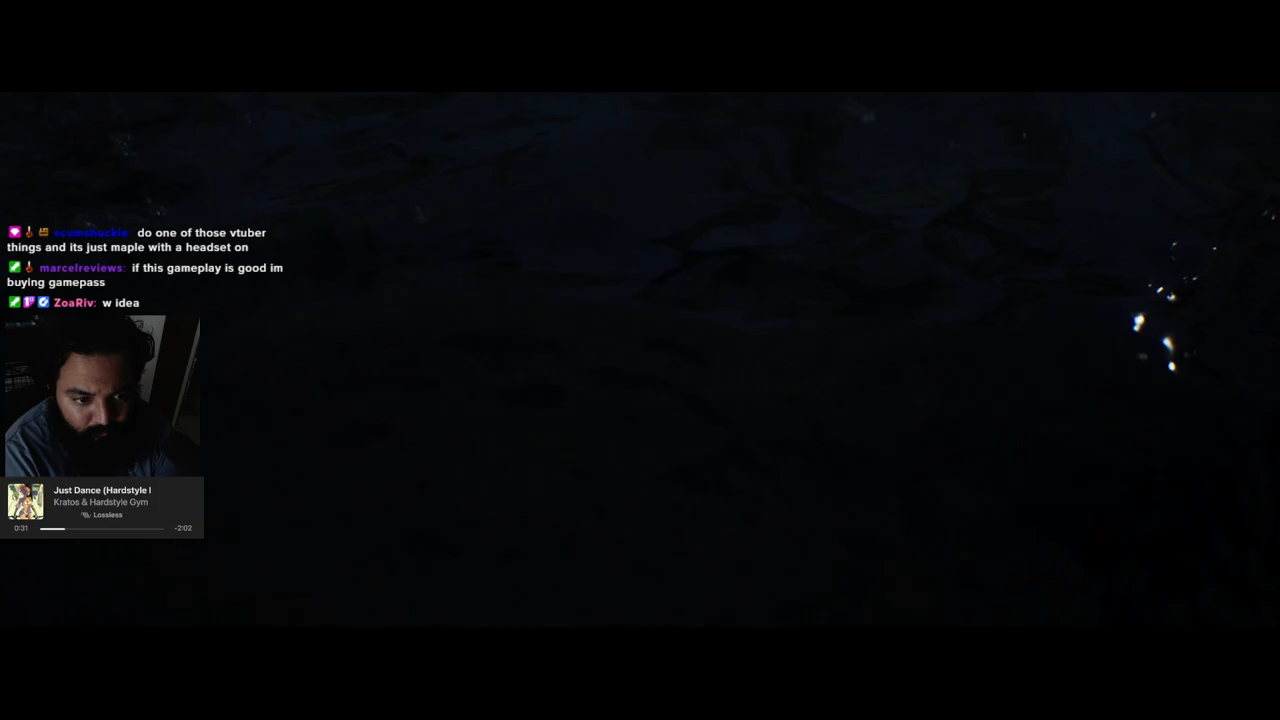 scumshuckle: do one of those vtuber
things and its just maple with a headset on
marcelreviews: if this gameplay is good im
buying gamepass
ZoaRiv: w idea
Just Dance (Hardstyle
Kratos & Hardstyle Gym
Lossless
0:31 -2:02